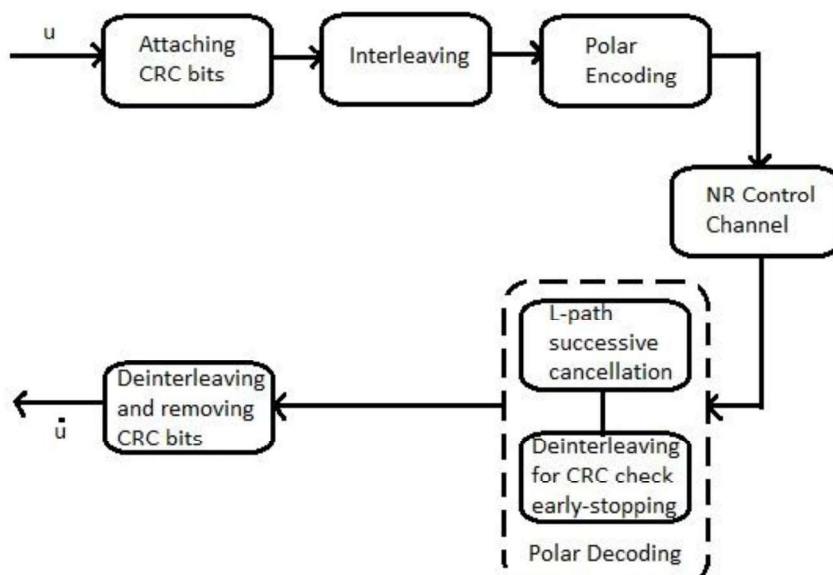 u
Attaching
CRC bits
Interleaving
Polar
Encoding
NR Control
Channel
L-path
successive
cancellation
Deinterleaving
for CRC check
early-stopping
Polar Decoding
Deinterleaving
and removing
CRC bits
u̇